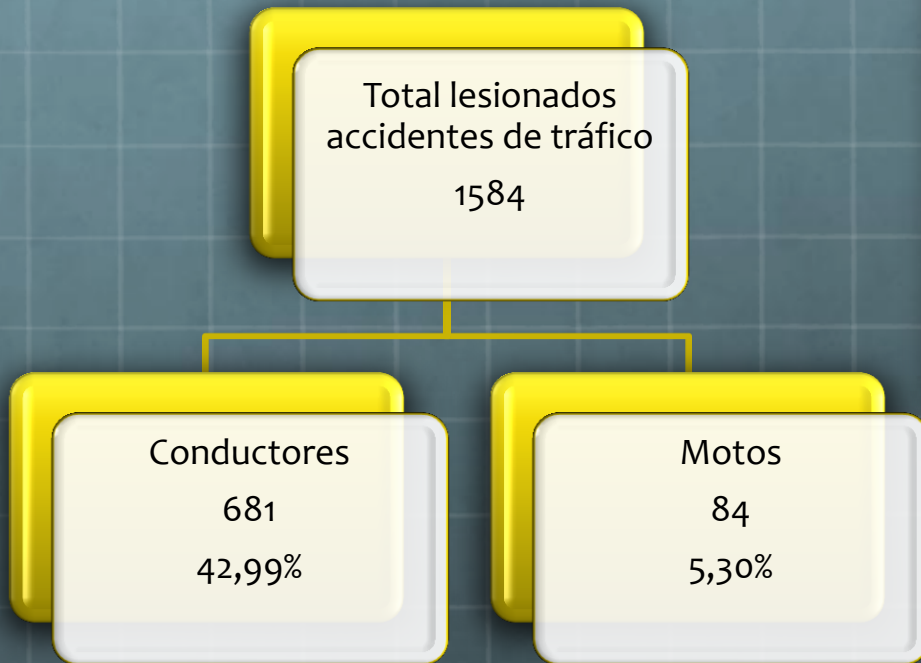 Total lesionados
accidentes de tráfico
1584
Conductores
681
42,99%
Motos
84
5,30%